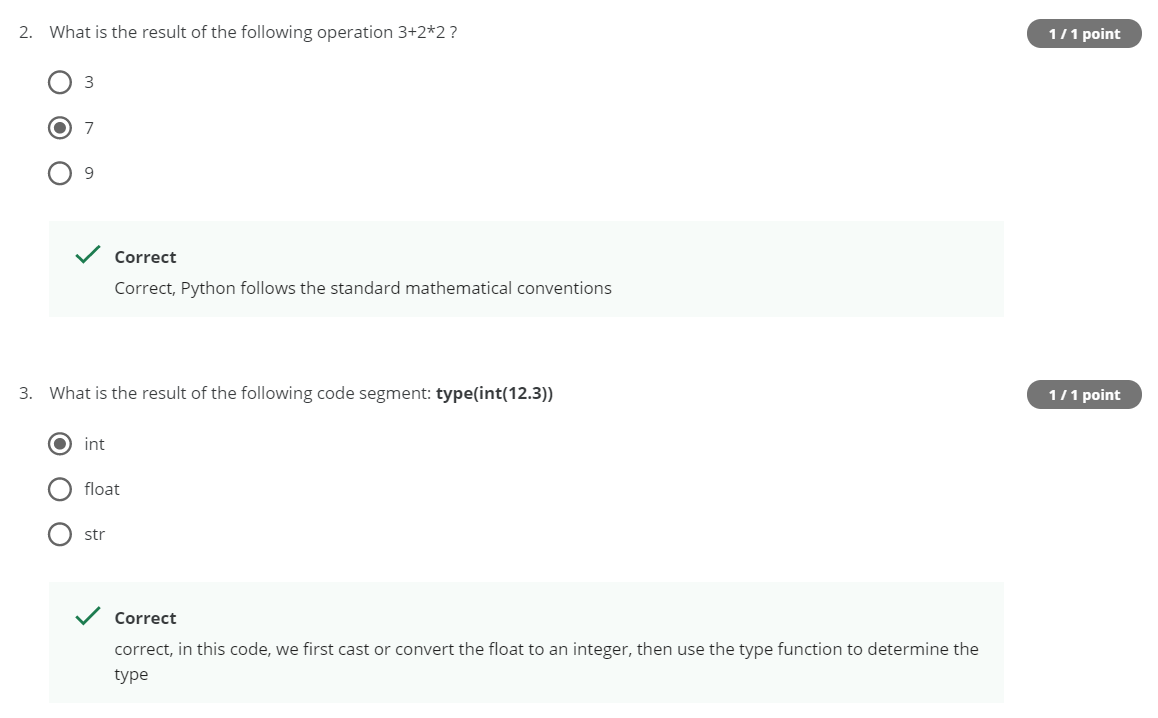 2. What is the result of the following operation 3+2*2 ?
1 / 1 point
3
7
9
Correct
Correct, Python follows the standard mathematical conventions
3. What is the result of the following code segment: type(int(12.3))
1 / 1 point
int
float
str
Correct
correct, in this code, we first cast or convert the float to an integer, then use the type function to determine the
type